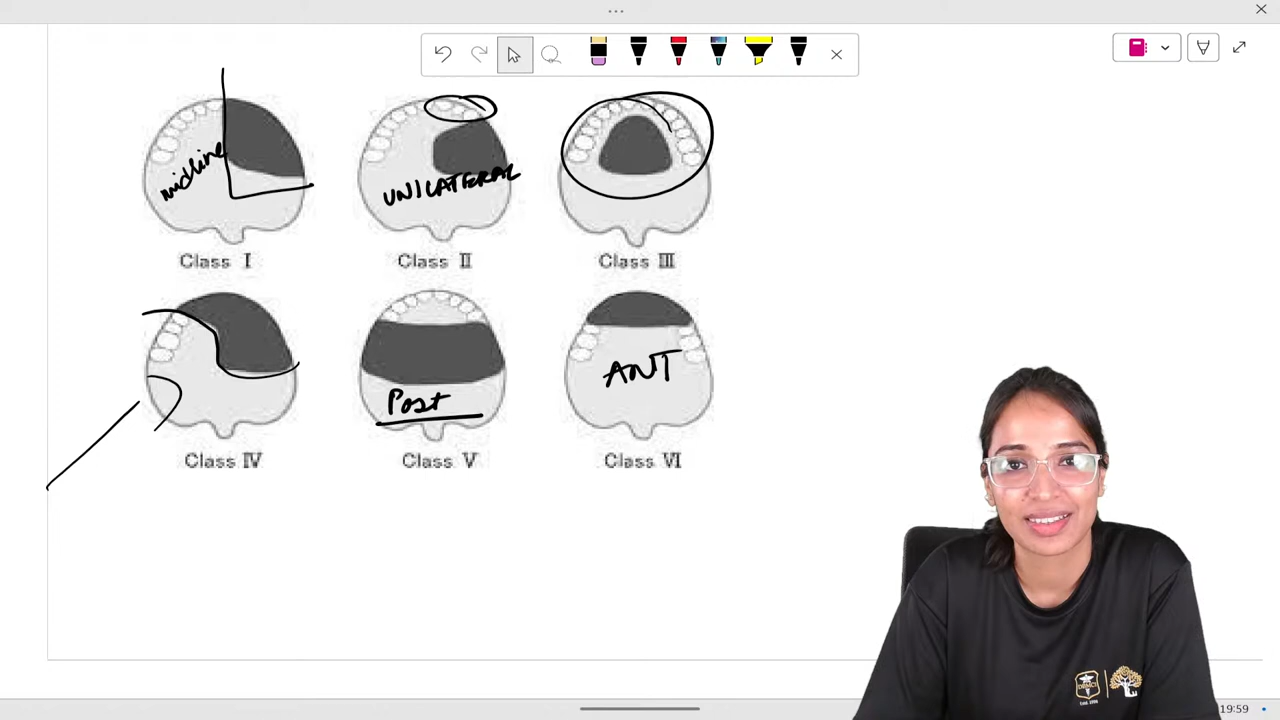 midline
UNILATERAL
Class I
Class II
Class III
Post
ANT
Class IV
Class V
Class VI
19:59